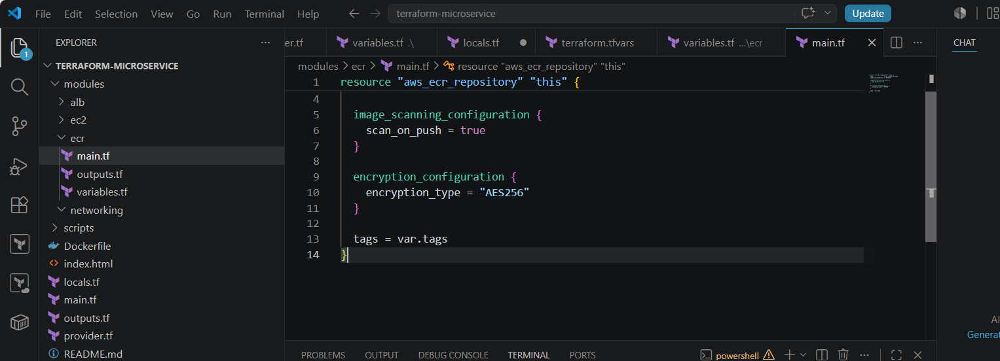 File Edit Selection View Go Run Terminal Help
terraform-microservice
Update
EXPLORER
er.tf
variables.tf .\
locals.tf
terraform.tfvars
variables.tf ...\ecr
main.tf
CHAT
1
TERRAFORM-MICROSERVICE
modules
alb
ec2
ecr
main.tf
outputs.tf
variables.tf
networking
scripts
Dockerfile
index.html
locals.tf
main.tf
outputs.tf
provider.tf
README.md
modules > ecr > main.tf > resource "aws_ecr_repository" "this"
1 resource "aws_ecr_repository" "this" {
4
5 image_scanning_configuration {
6 scan_on_push = true
7 }
8
9 encryption_configuration {
10 encryption_type = "AES256"
11 }
12
13 tags = var.tags
14 }
AI
Generat
PROBLEMS OUTPUT DEBUG CONSOLE TERMINAL PORTS
powershell